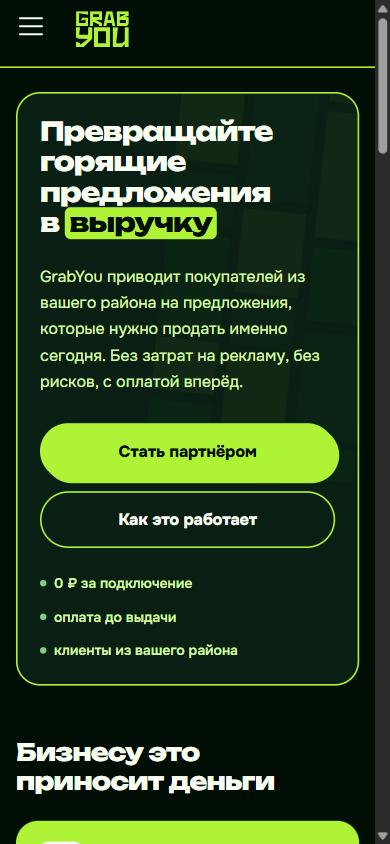 GRAB
YOU
Превращайте
горящие
предложения
в выручку
GrabYou приводит покупателей из
вашего района на предложения,
которые нужно продать именно
сегодня. Без затрат на рекламу, без
рисков, с оплатой вперёд.
Стать партнёром
Как это работает
0 ₽ за подключение
оплата до выдачи
клиенты из вашего района
Бизнесу это
приносит деньги